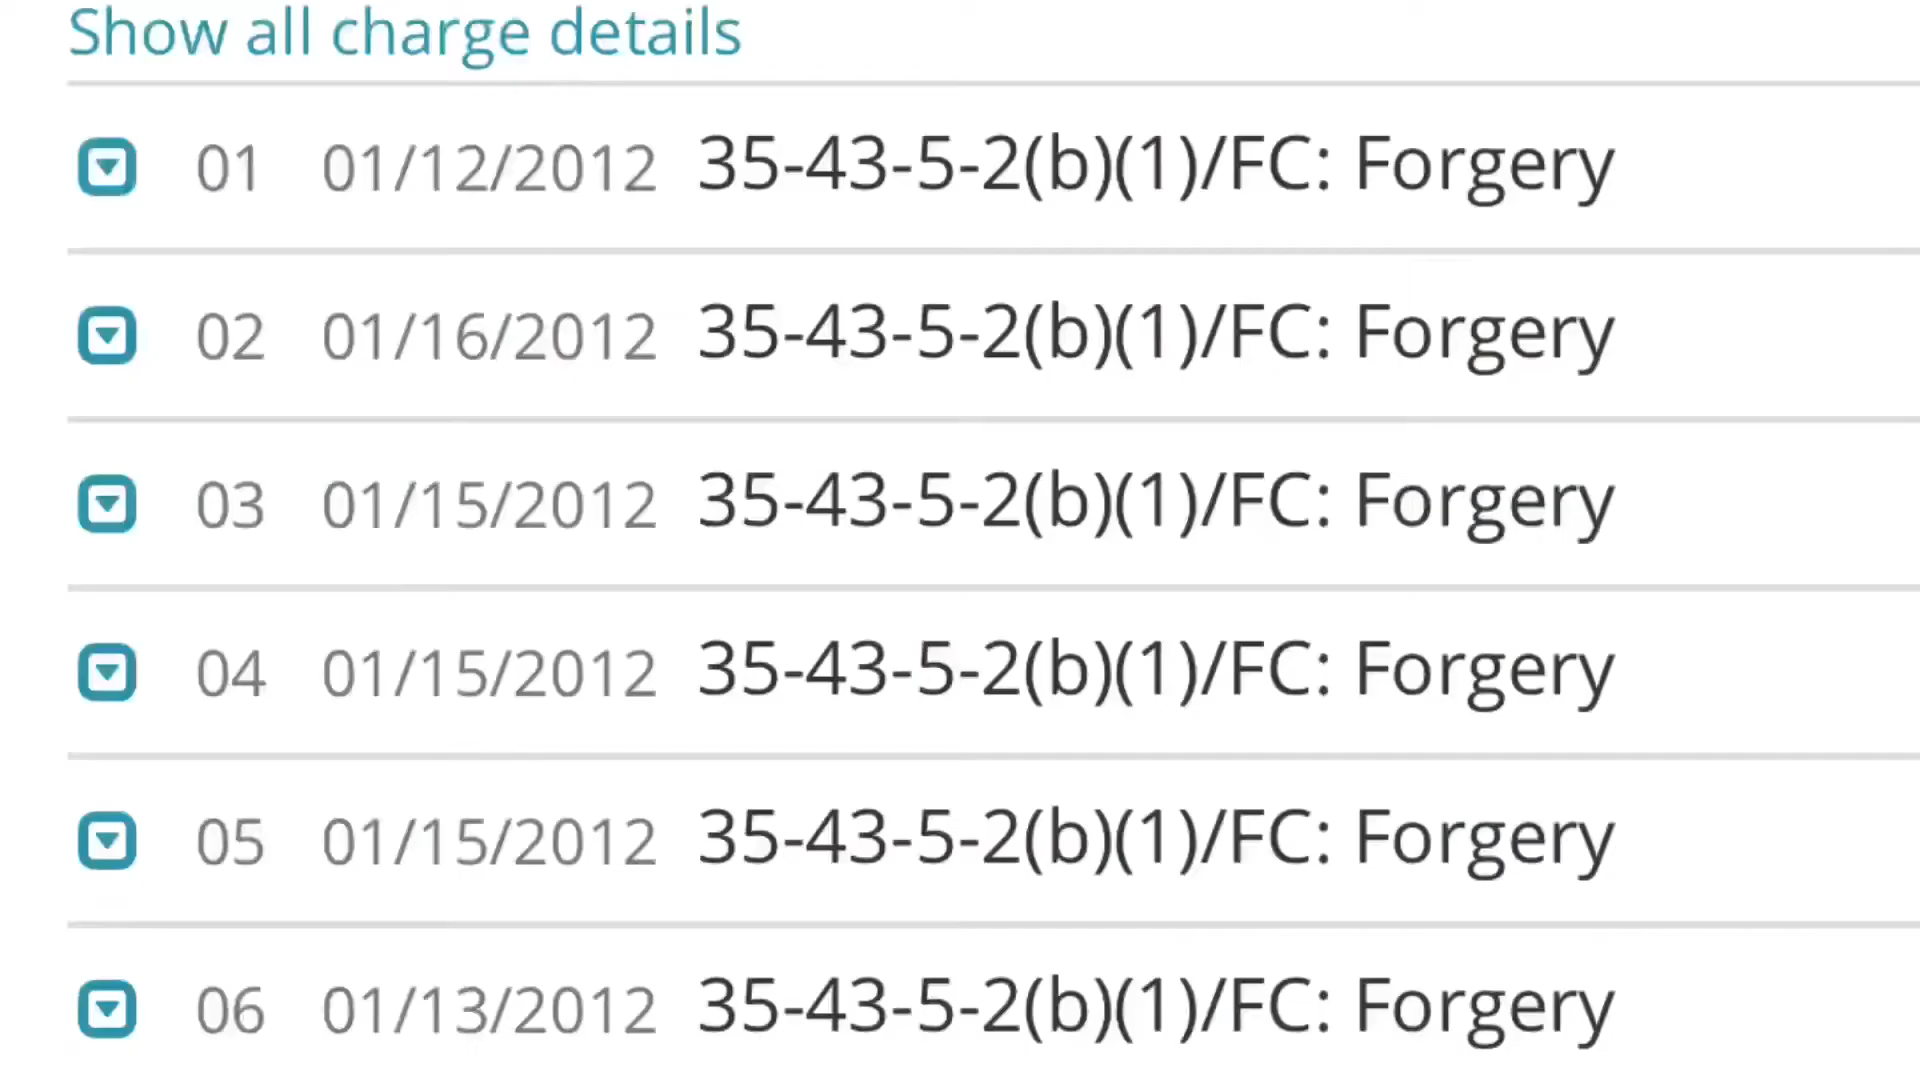 Show all charge details
01 01/12/2012 35-43-5-2(b)(1)/FC: Forgery
02 01/16/2012 35-43-5-2(b)(1)/FC: Forgery
03 01/15/2012 35-43-5-2(b)(1)/FC: Forgery
04 01/15/2012 35-43-5-2(b)(1)/FC: Forgery
05 01/15/2012 35-43-5-2(b)(1)/FC: Forgery
06 01/13/2012 35-43-5-2(b)(1)/FC: Forgery